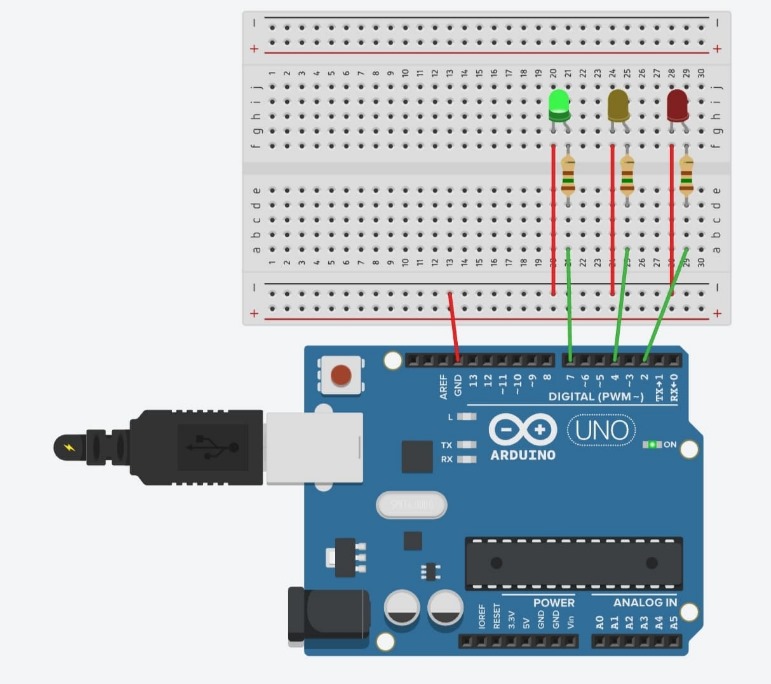 − −
+ +
1 2 3 4 5 6 7 8 9 10 11 12 13 14 15 16 17 18 19 20 21 22 23 24 25 26 27 28 29 30
j j
i i
h h
g g
f f
e e
d d
c c
b b
a a
1 2 3 4 5 6 7 8 9 10 11 12 13 14 15 16 17 18 19 20 21 22 23 25 26 27 29 30
− −
+ +
AREF GND 13 12 ~11 ~10 ~9 8 7 ~6 ~5 4 ~3 2 TX→1 RX←0
DIGITAL (PWM~)
L
TX
RX
ARDUINO
UNO
ON
POWER ANALOG IN
IOREF RESET 3.3V 5V GND GND Vin A0 A1 A2 A3 A4 A5